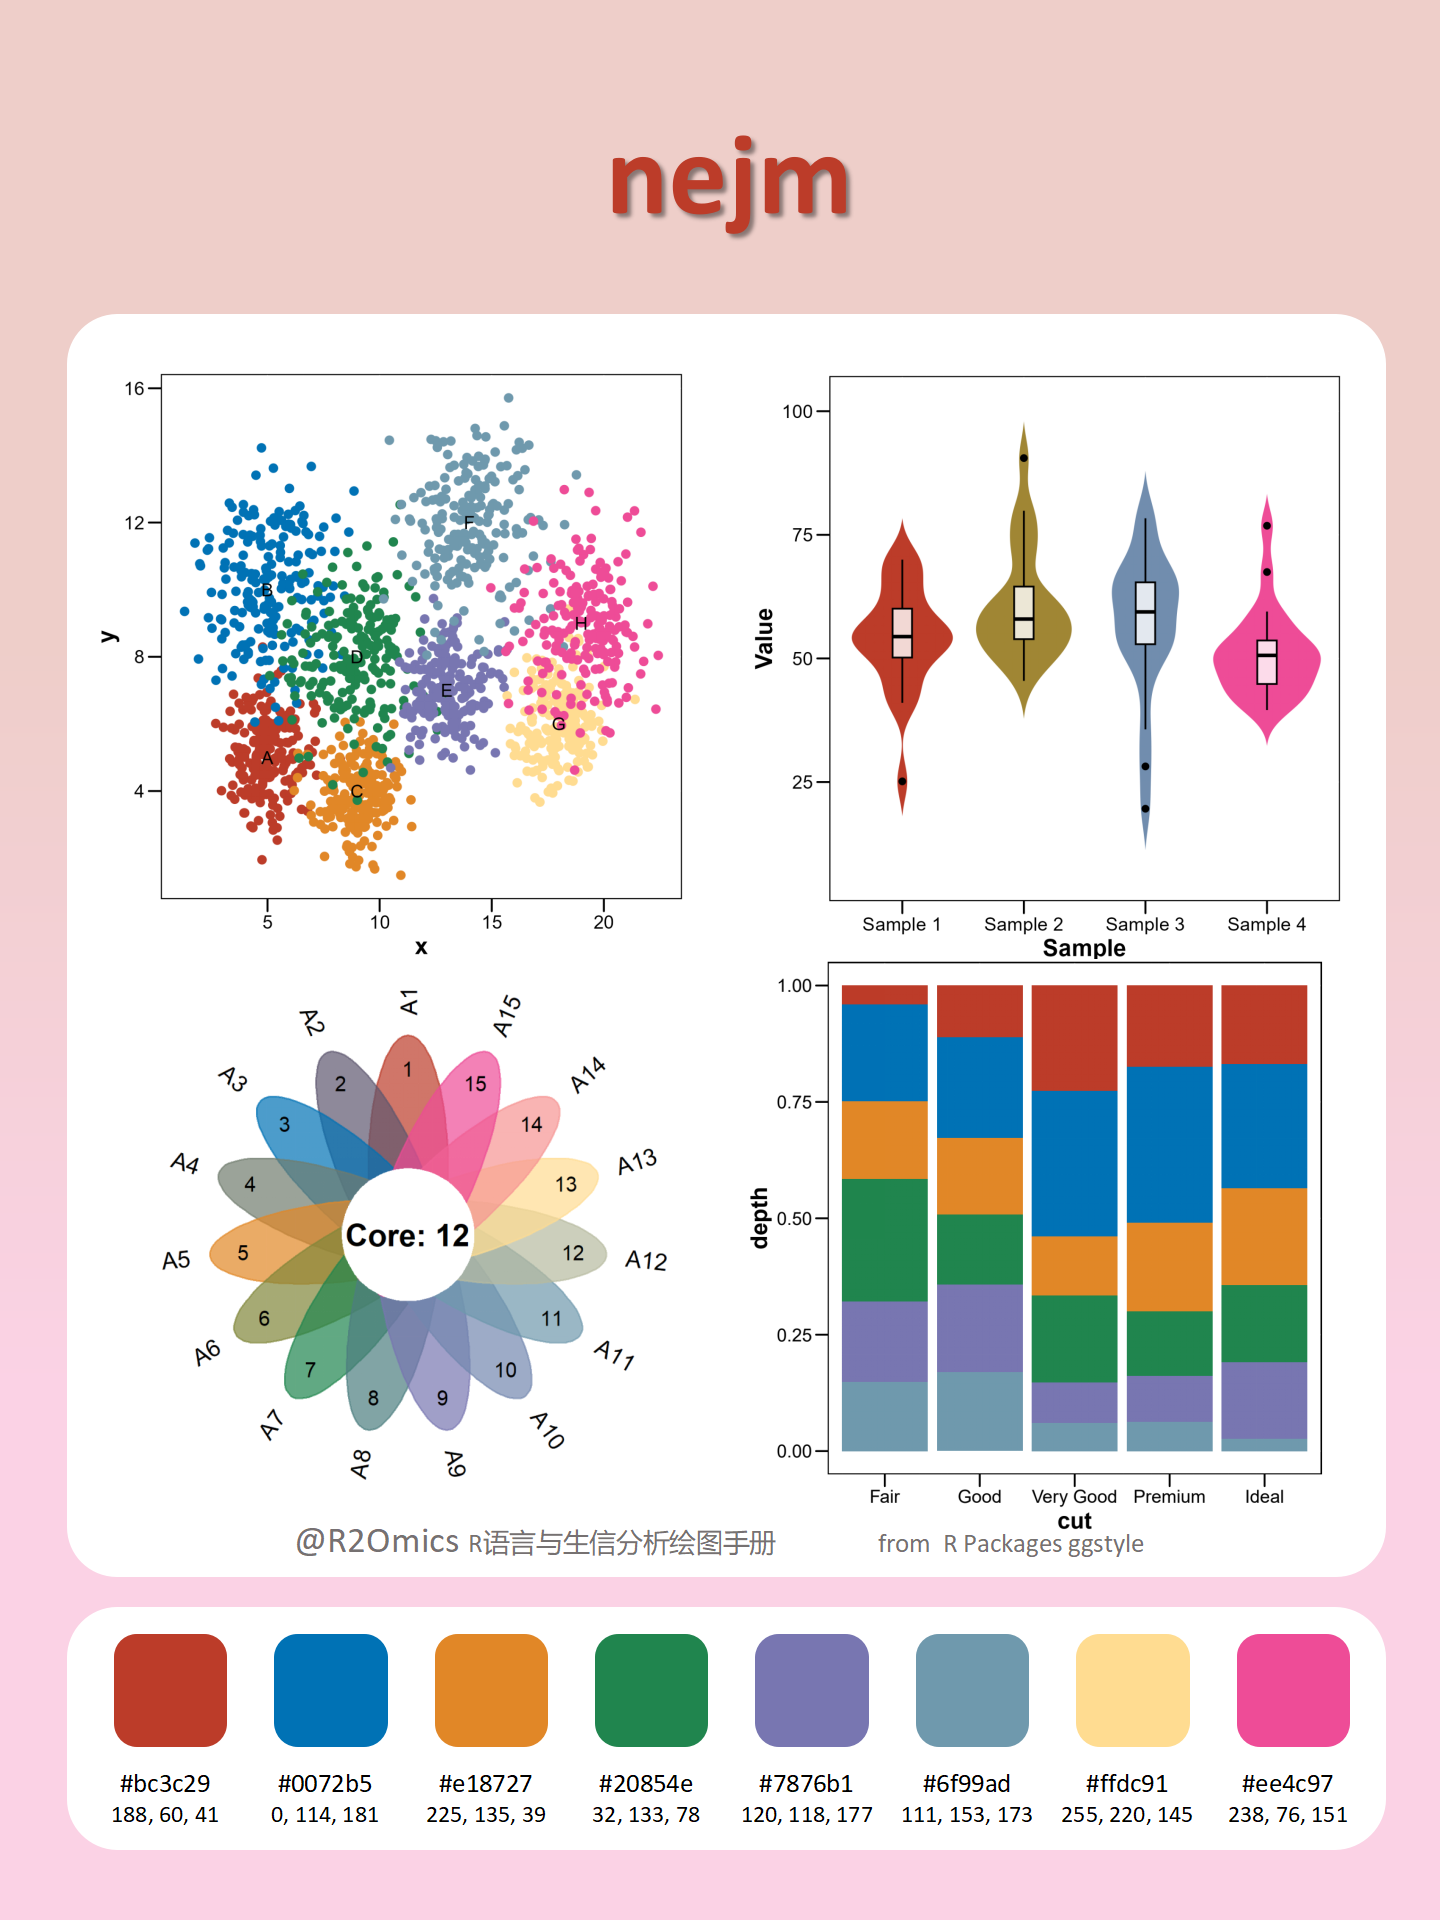 nejm
16
12
8
4
y
5
10
15
20
x
A
B
C
D
E
F
G
H
100
75
50
25
Value
Sample 1
Sample 2
Sample 3
Sample 4
Sample
A1
A2
A3
A4
A5
A6
A7
A8
A9
A10
A11
A12
A13
A14
A15
1
2
3
4
5
6
7
8
9
10
11
12
13
14
15
Core: 12
1.00
0.75
0.50
0.25
0.00
depth
Fair
Good
Very Good
Premium
Ideal
cut
@R2Omics R语言与生信分析绘图手册
from R Packages ggstyle
#bc3c29
188, 60, 41
#0072b5
0, 114, 181
#e18727
225, 135, 39
#20854e
32, 133, 78
#7876b1
120, 118, 177
#6f99ad
111, 153, 173
#ffdc91
255, 220, 145
#ee4c97
238, 76, 151